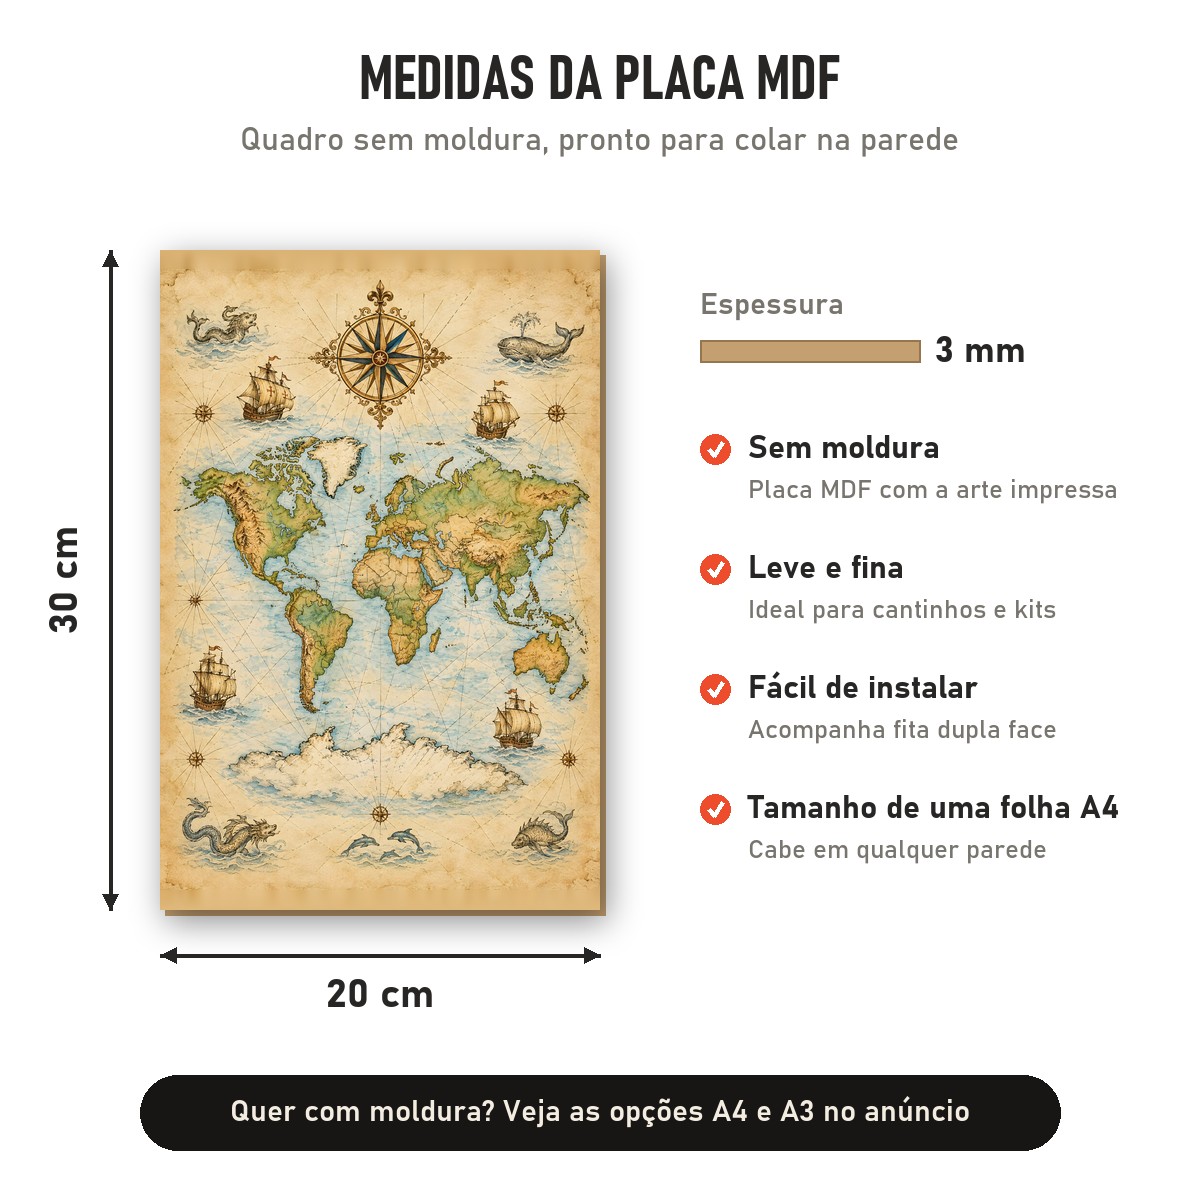 MEDIDAS DA PLACA MDF
Quadro sem moldura, pronto para colar na parede
30 cm
20 cm
Espessura
3 mm
Sem moldura
Placa MDF com a arte impressa
Leve e fina
Ideal para cantinhos e kits
Fácil de instalar
Acompanha fita dupla face
Tamanho de uma folha A4
Cabe em qualquer parede
Quer com moldura? Veja as opções A4 e A3 no anúncio